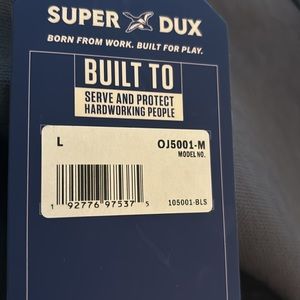 SUPER DUX
BORN FROM WORK. BUILT FOR PLAY.
BUILT TO
SERVE AND PROTECT
HARDWORKING PEOPLE
L OJ5001-M
MODEL NO.
1 92776 97537 5
105001-BLS